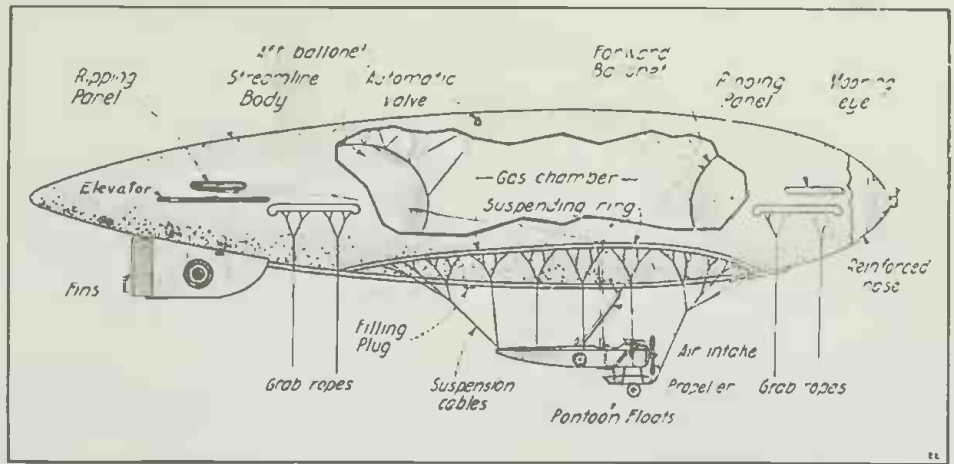 Aft ballonet
Forward
Ballonet
Ripping
Panel
Streamline
Body
Automatic
valve
Ripping
Panel
Mooring
eye
Elevator
Gas chamber
Suspending ring
Fins
Reinforced
nose
Filling
Plug
Air intake
Grab ropes
Suspension
cables
Propeller
Grab ropes
Pontoon Floats